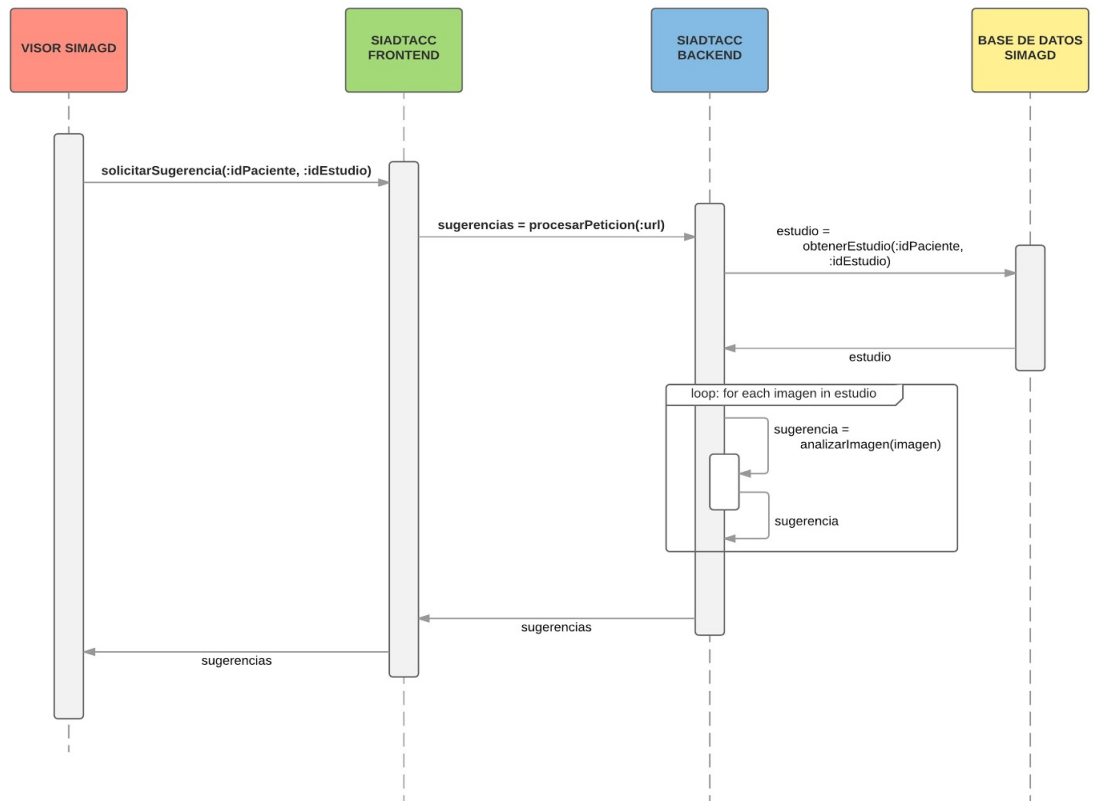 VISOR SIMAGD
SIADTACC
FRONTEND
SIADTACC
BACKEND
BASE DE DATOS
SIMAGD
solicitarSugerencia(:idPaciente, :idEstudio)
sugerencias = procesarPeticion(:url)
estudio =
obtenerEstudio(:idPaciente,
:idEstudio)
estudio
loop: for each imagen in estudio
sugerencia =
analizarImagen(imagen)
sugerencia
sugerencias
sugerencias